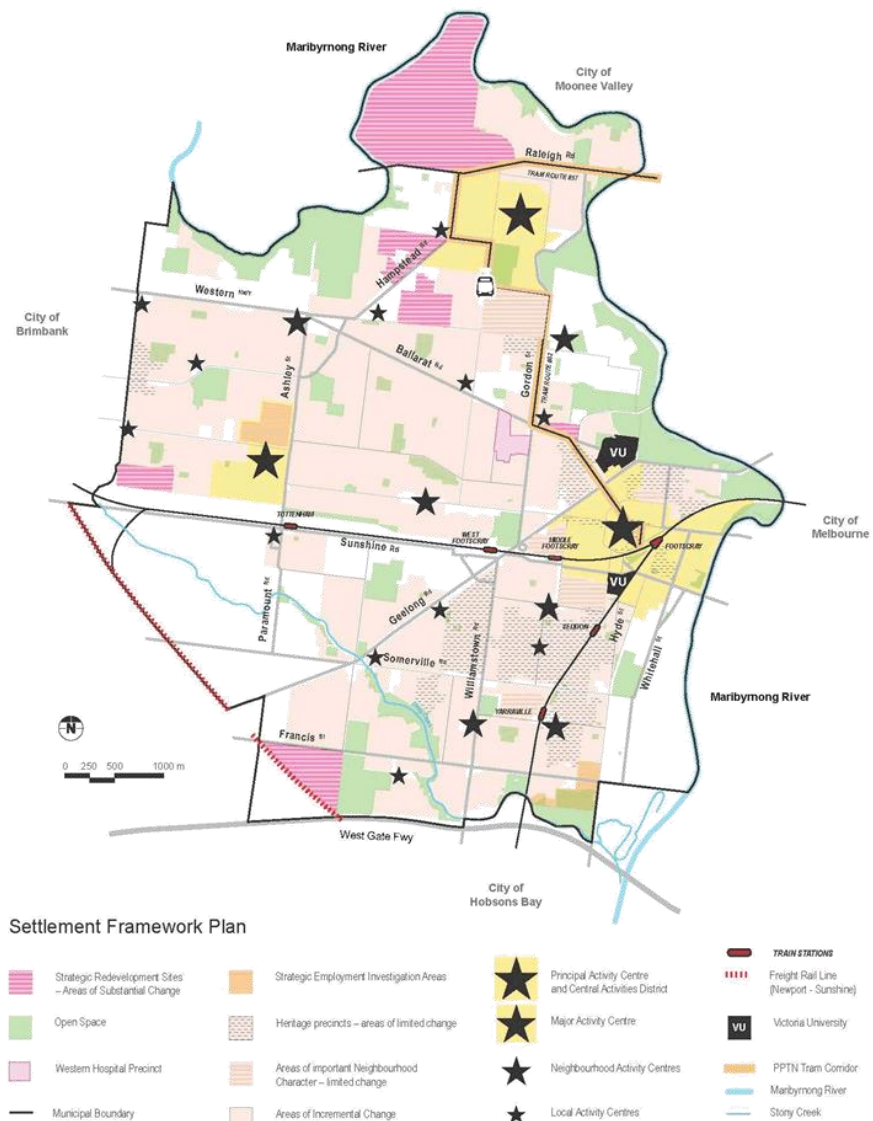 Maribyrnong River
City of
Moonee Valley
Raleigh Rd
TRAM ROUTE #57
Hampstead Rd
Western HWY
City of
Brimbank
Ballarat Rd
Ashley St
Gordon St
TRAM ROUTE #82
VU
City of
Melbourne
TOTTENHAM
Sunshine Rd
WEST
FOOTSCRAY
MIDDLE
FOOTSCRAY
FOOTSCRAY
VU
Paramount Rd
Geelong Rd
SEDDON
Hyde St
Somerville Rd
Williamstown Rd
Whitehall St
YARRAVILLE
Maribyrnong River
N
Francis St
0 250 500 1000 m
West Gate Fwy
City of
Hobsons Bay
Settlement Framework Plan
Strategic Redevelopment Sites
– Areas of Substantial Change
Open Space
Western Hospital Precinct
Municipal Boundary
Strategic Employment Investigation Areas
Heritage precincts – areas of limited change
Areas of important Neighbourhood
Character – limited change
Areas of Incremental Change
Principal Activity Centre
and Central Activities District
Major Activity Centre
Neighbourhood Activity Centres
Local Activity Centres
TRAIN STATIONS
Freight Rail Line
(Newport - Sunshine)
VU
Victoria University
PPTN Tram Corridor
Maribyrnong River
Stony Creek